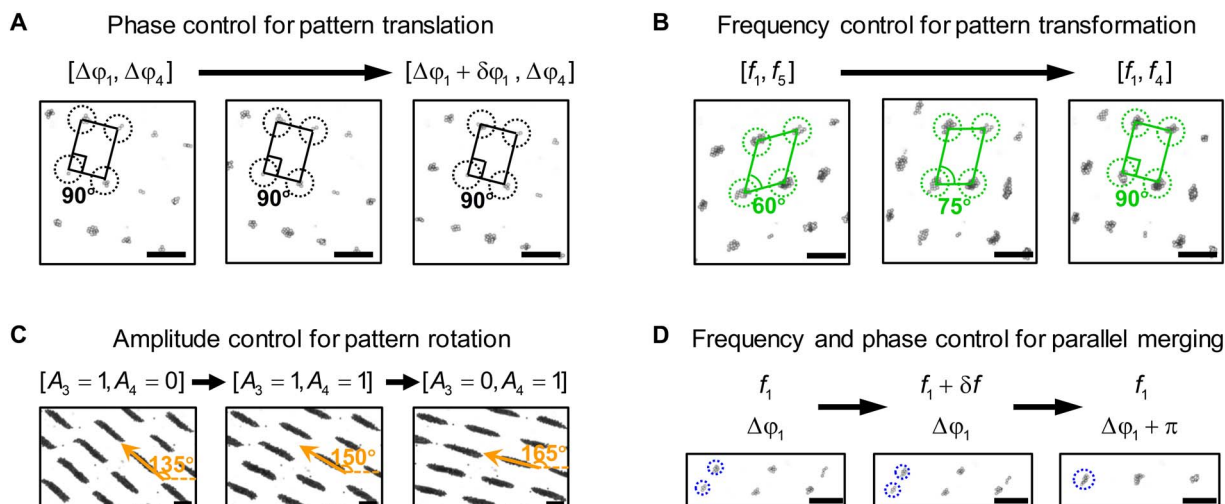 A Phase control for pattern translation
[Δφ₁, Δφ₄] [Δφ₁ + δφ₁ , Δφ₄]
90° 90° 90°
B Frequency control for pattern transformation
[f₁, f₅] [f₁, f₄]
60° 75° 90°
C Amplitude control for pattern rotation
[A₃ = 1, A₄ = 0] [A₃ = 1, A₄ = 1] [A₃ = 0, A₄ = 1]
135° 150° 165°
D Frequency and phase control for parallel merging
f₁ f₁ + δf f₁
Δφ₁ Δφ₁ Δφ₁ + π